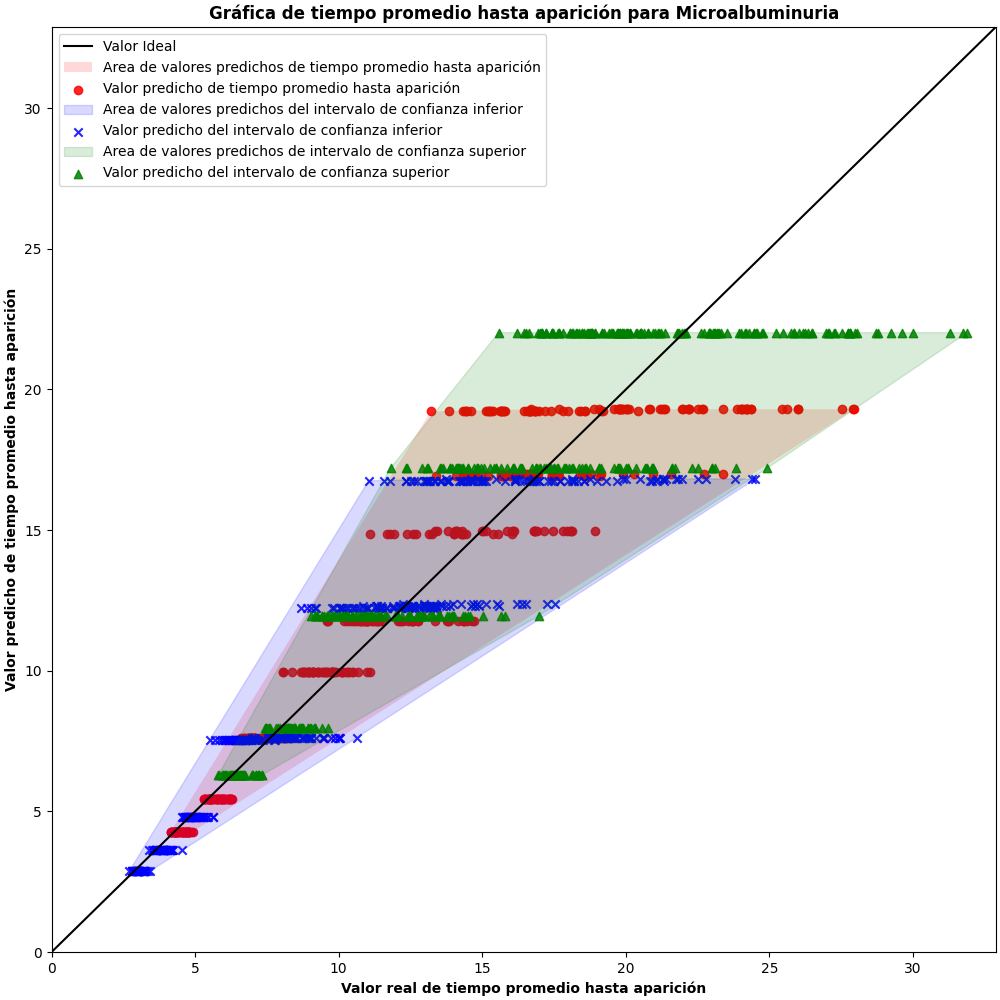 Gráfica de tiempo promedio hasta aparición para Microalbuminuria
Valor Ideal
Area de valores predichos de tiempo promedio hasta aparición
Valor predicho de tiempo promedio hasta aparición
Area de valores predichos del intervalo de confianza inferior
Valor predicho del intervalo de confianza inferior
Area de valores predichos de intervalo de confianza superior
Valor predicho del intervalo de confianza superior
Valor predicho de tiempo promedio hasta aparición
30
25
20
15
10
5
0
0 5 10 15 20 25 30
Valor real de tiempo promedio hasta aparición